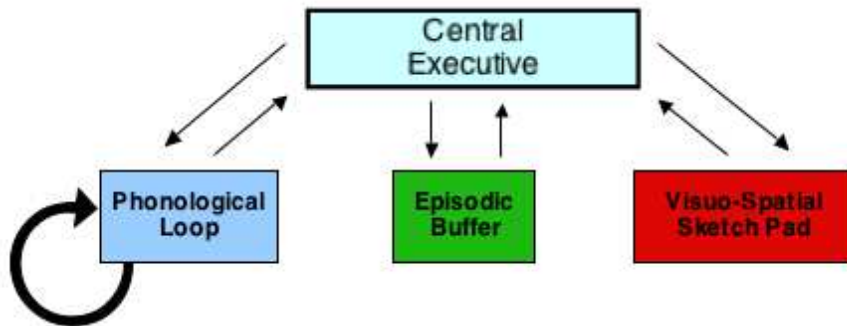 Central
Executive
Phonological
Loop
Episodic
Buffer
Visuo-Spatial
Sketch Pad